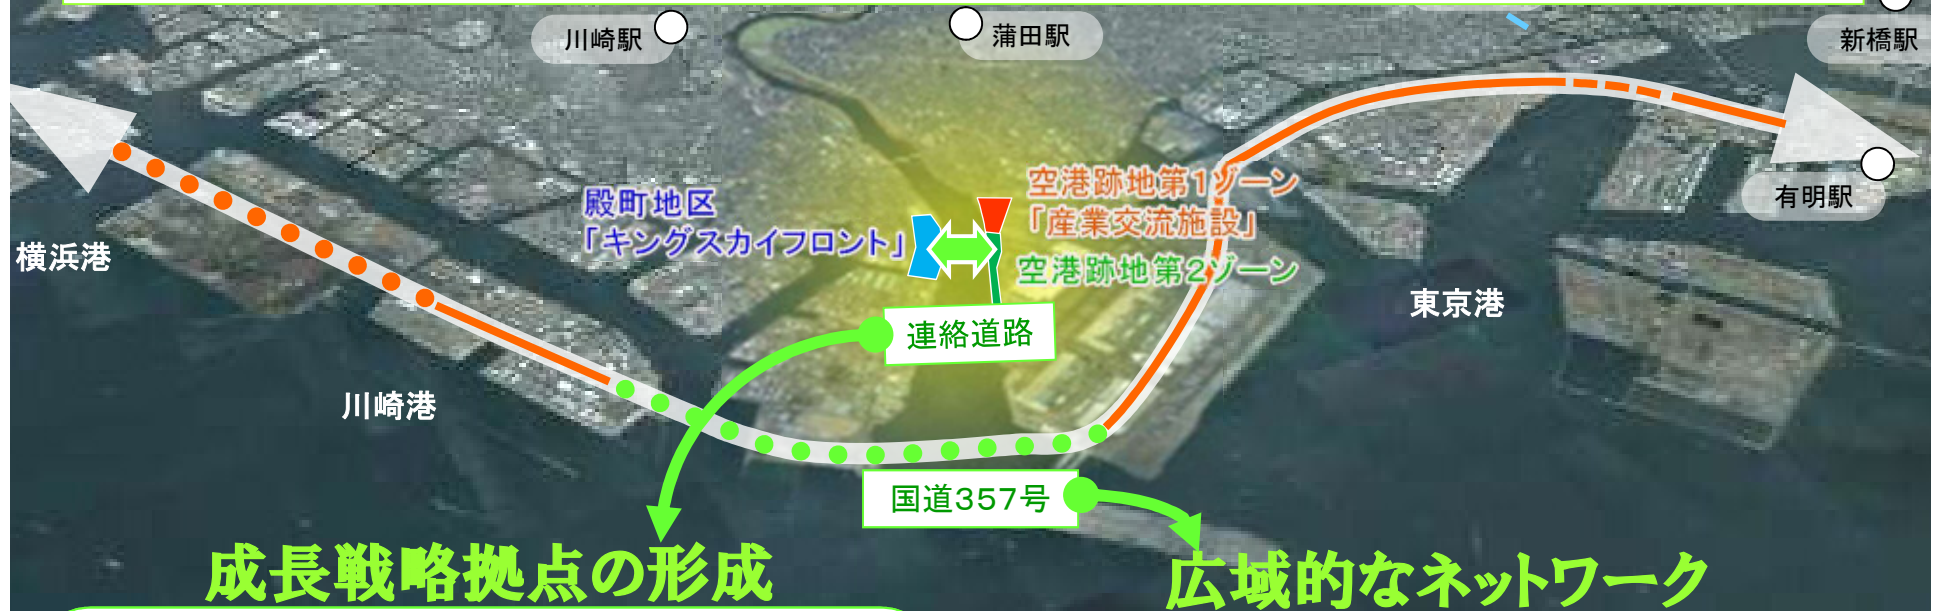 川崎駅
蒲田駅
新橋駅
有明駅
殿町地区
「キングスカイフロント」
空港跡地第1ゾーン
「産業交流施設」
空港跡地第2ゾーン
横浜港
東京港
連絡道路
川崎港
国道357号
成長戦略拠点の形成
広域的なネットワーク